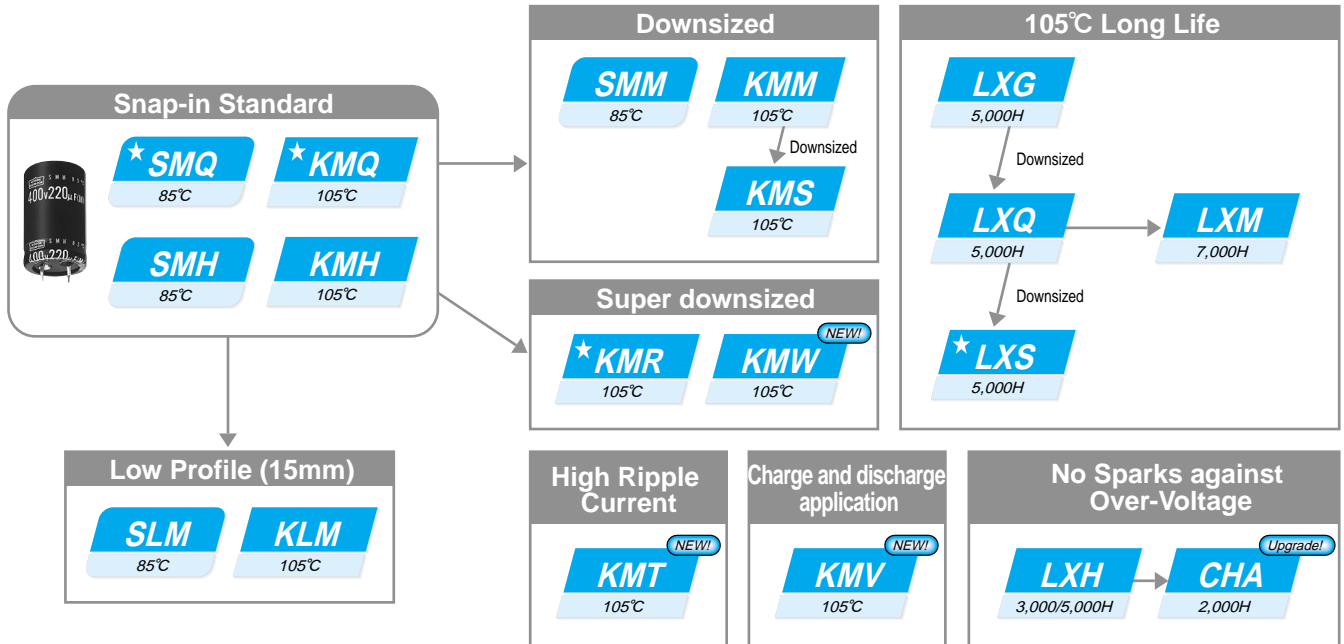 Snap-in Standard
SMQ
85℃
KMQ
105℃
SMH
85℃
KMH
105℃
SMH
400V220μF
SMH
400V220
Downsized
SMM
85℃
KMM
105℃
Downsized
KMS
105℃
Super downsized
KMR
105℃
NEW!
KMW
105℃
105℃ Long Life
LXG
5,000H
Downsized
LXQ
5,000H
LXM
7,000H
Downsized
LXS
5,000H
Low Profile (15mm)
SLM
85℃
KLM
105℃
High Ripple
Current
NEW!
KMT
105℃
Charge and discharge
application
NEW!
KMV
105℃
No Sparks against
Over-Voltage
LXH
3,000/5,000H
Upgrade!
CHA
2,000H